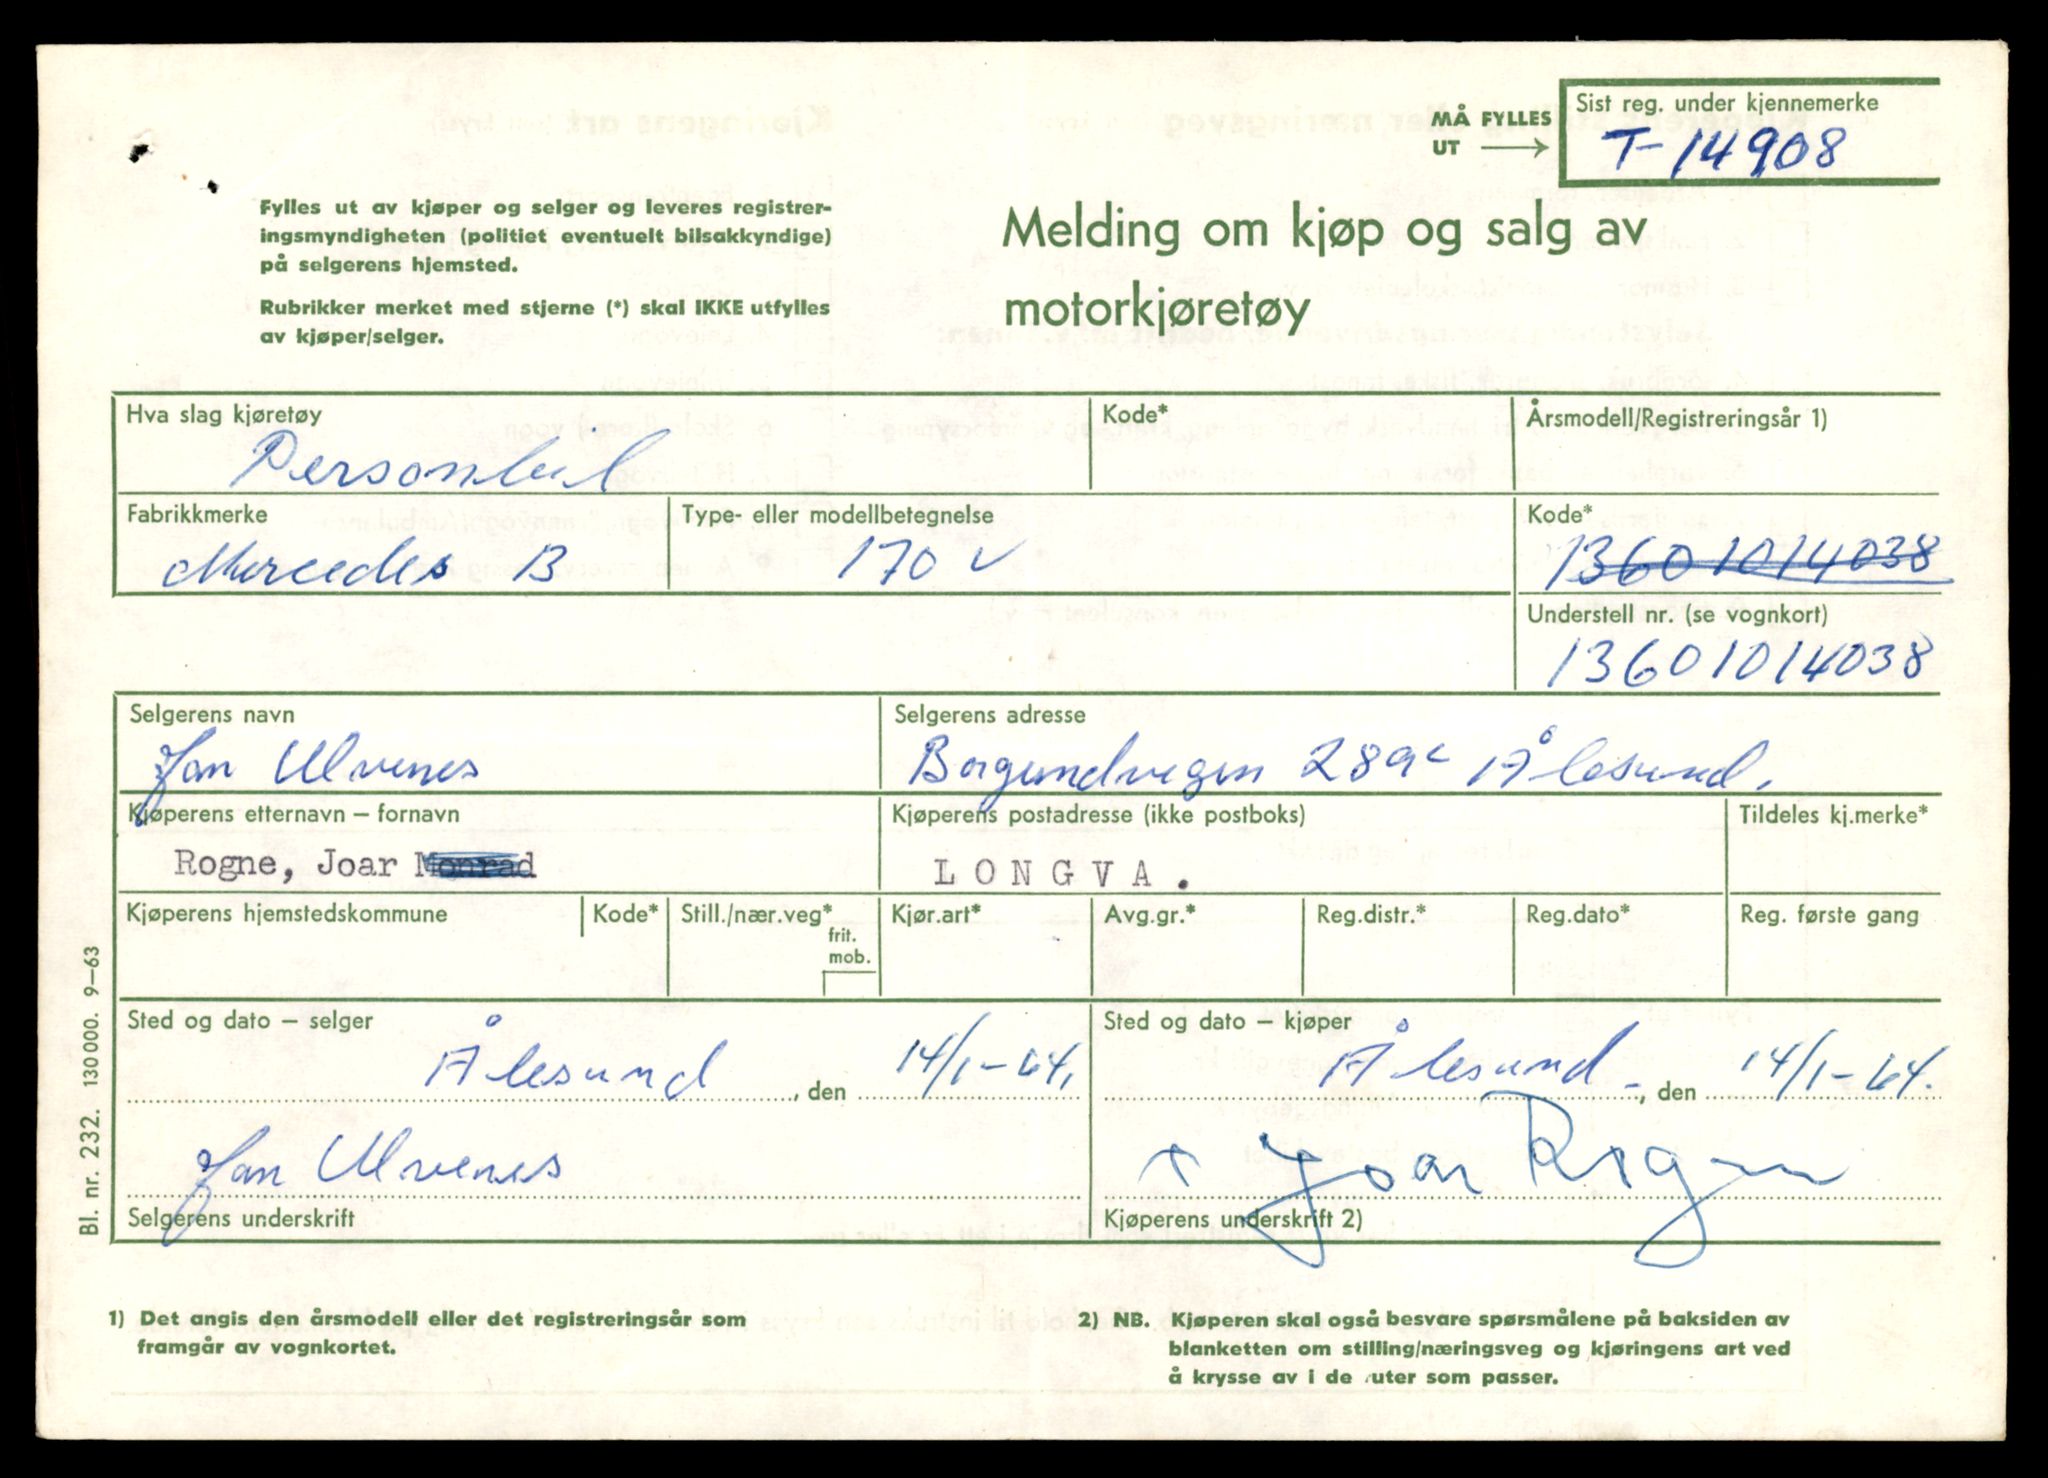 MÅ FYLLES
UT
Sist reg. under kjennemerke
T-14908
Fylles ut av kjøper og selger og leveres registrer-
ingsmyndigheten (politiet eventuelt bilsakkyndige)
på selgerens hjemsted.
Rubrikker merket med stjerne (*) skal IKKE utfylles
av kjøper/selger.
Melding om kjøp og salg av
motorkjøretøy
Hva slag kjøretøy
Personbil
Kode*
Årsmodell/Registreringsår 1)
Fabrikkmerke
Mercedes B
Type- eller modellbetegnelse
170 V
Kode*
13601014038
Understell nr. (se vognkort)
13601014038
Selgerens navn
Jan Ulvenes
Selgerens adresse
Borgundvegen 289c Ålesund.
Kjøperens etternavn – fornavn
Rogne, Joar Monrad
Kjøperens postadresse (ikke postboks)
LONGVA.
Tildeles kj.merke*
Kjøperens hjemstedskommune
Kode*
Still./nær.veg*
frit.
mob.
Kjør.art*
Avg.gr.*
Reg.distr.*
Reg.dato*
Reg. første gang
Sted og dato – selger
Ålesund, den 14/1-64.
Sted og dato – kjøper
Ålesund, den 14/1-64.
Jan Ulvenes
Selgerens underskrift
x Joar Rogne
Kjøperens underskrift 2)
Bl. nr. 232. 130 000. 9–63
1) Det angis den årsmodell eller det registreringsår som
framgår av vognkortet.
2) NB. Kjøperen skal også besvare spørsmålene på baksiden av
blanketten om stilling/næringsveg og kjøringens art ved
å krysse av i de ruter som passer.